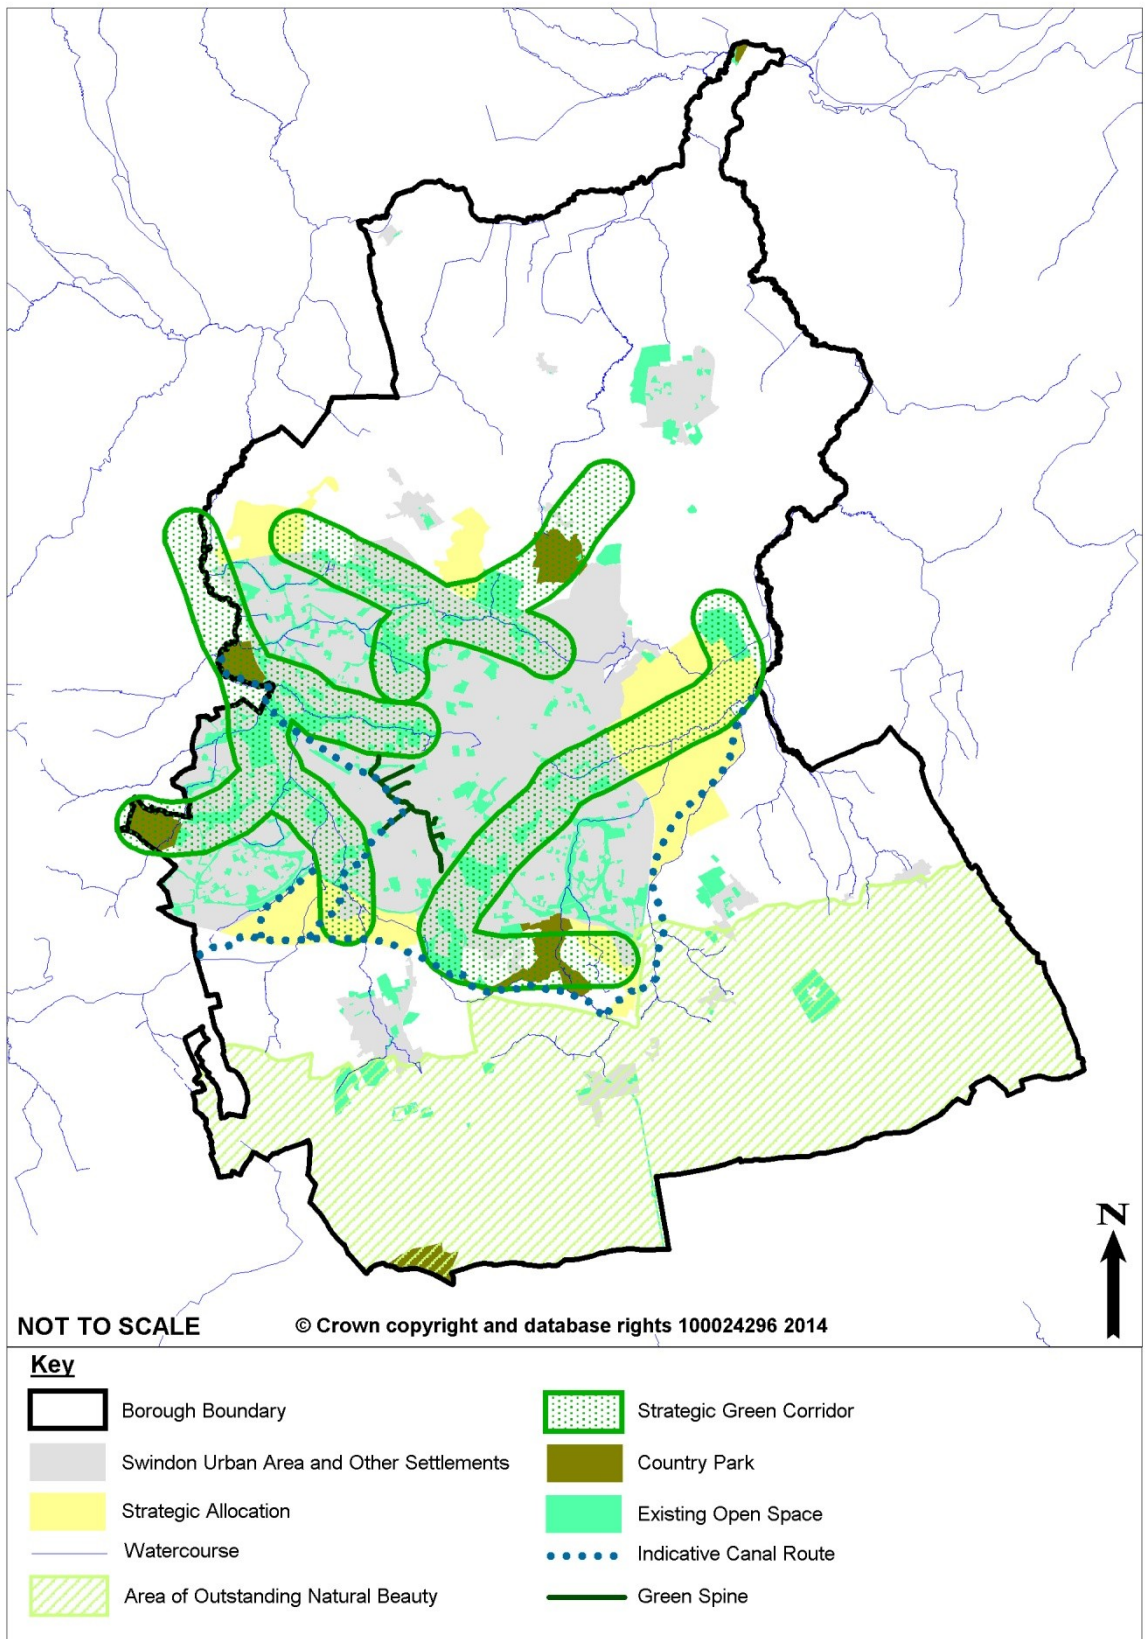 N
NOT TO SCALE
© Crown copyright and database rights 100024296 2014
Key
Borough Boundary
Swindon Urban Area and Other Settlements
Strategic Allocation
Watercourse
Area of Outstanding Natural Beauty
Strategic Green Corridor
Country Park
Existing Open Space
Indicative Canal Route
Green Spine